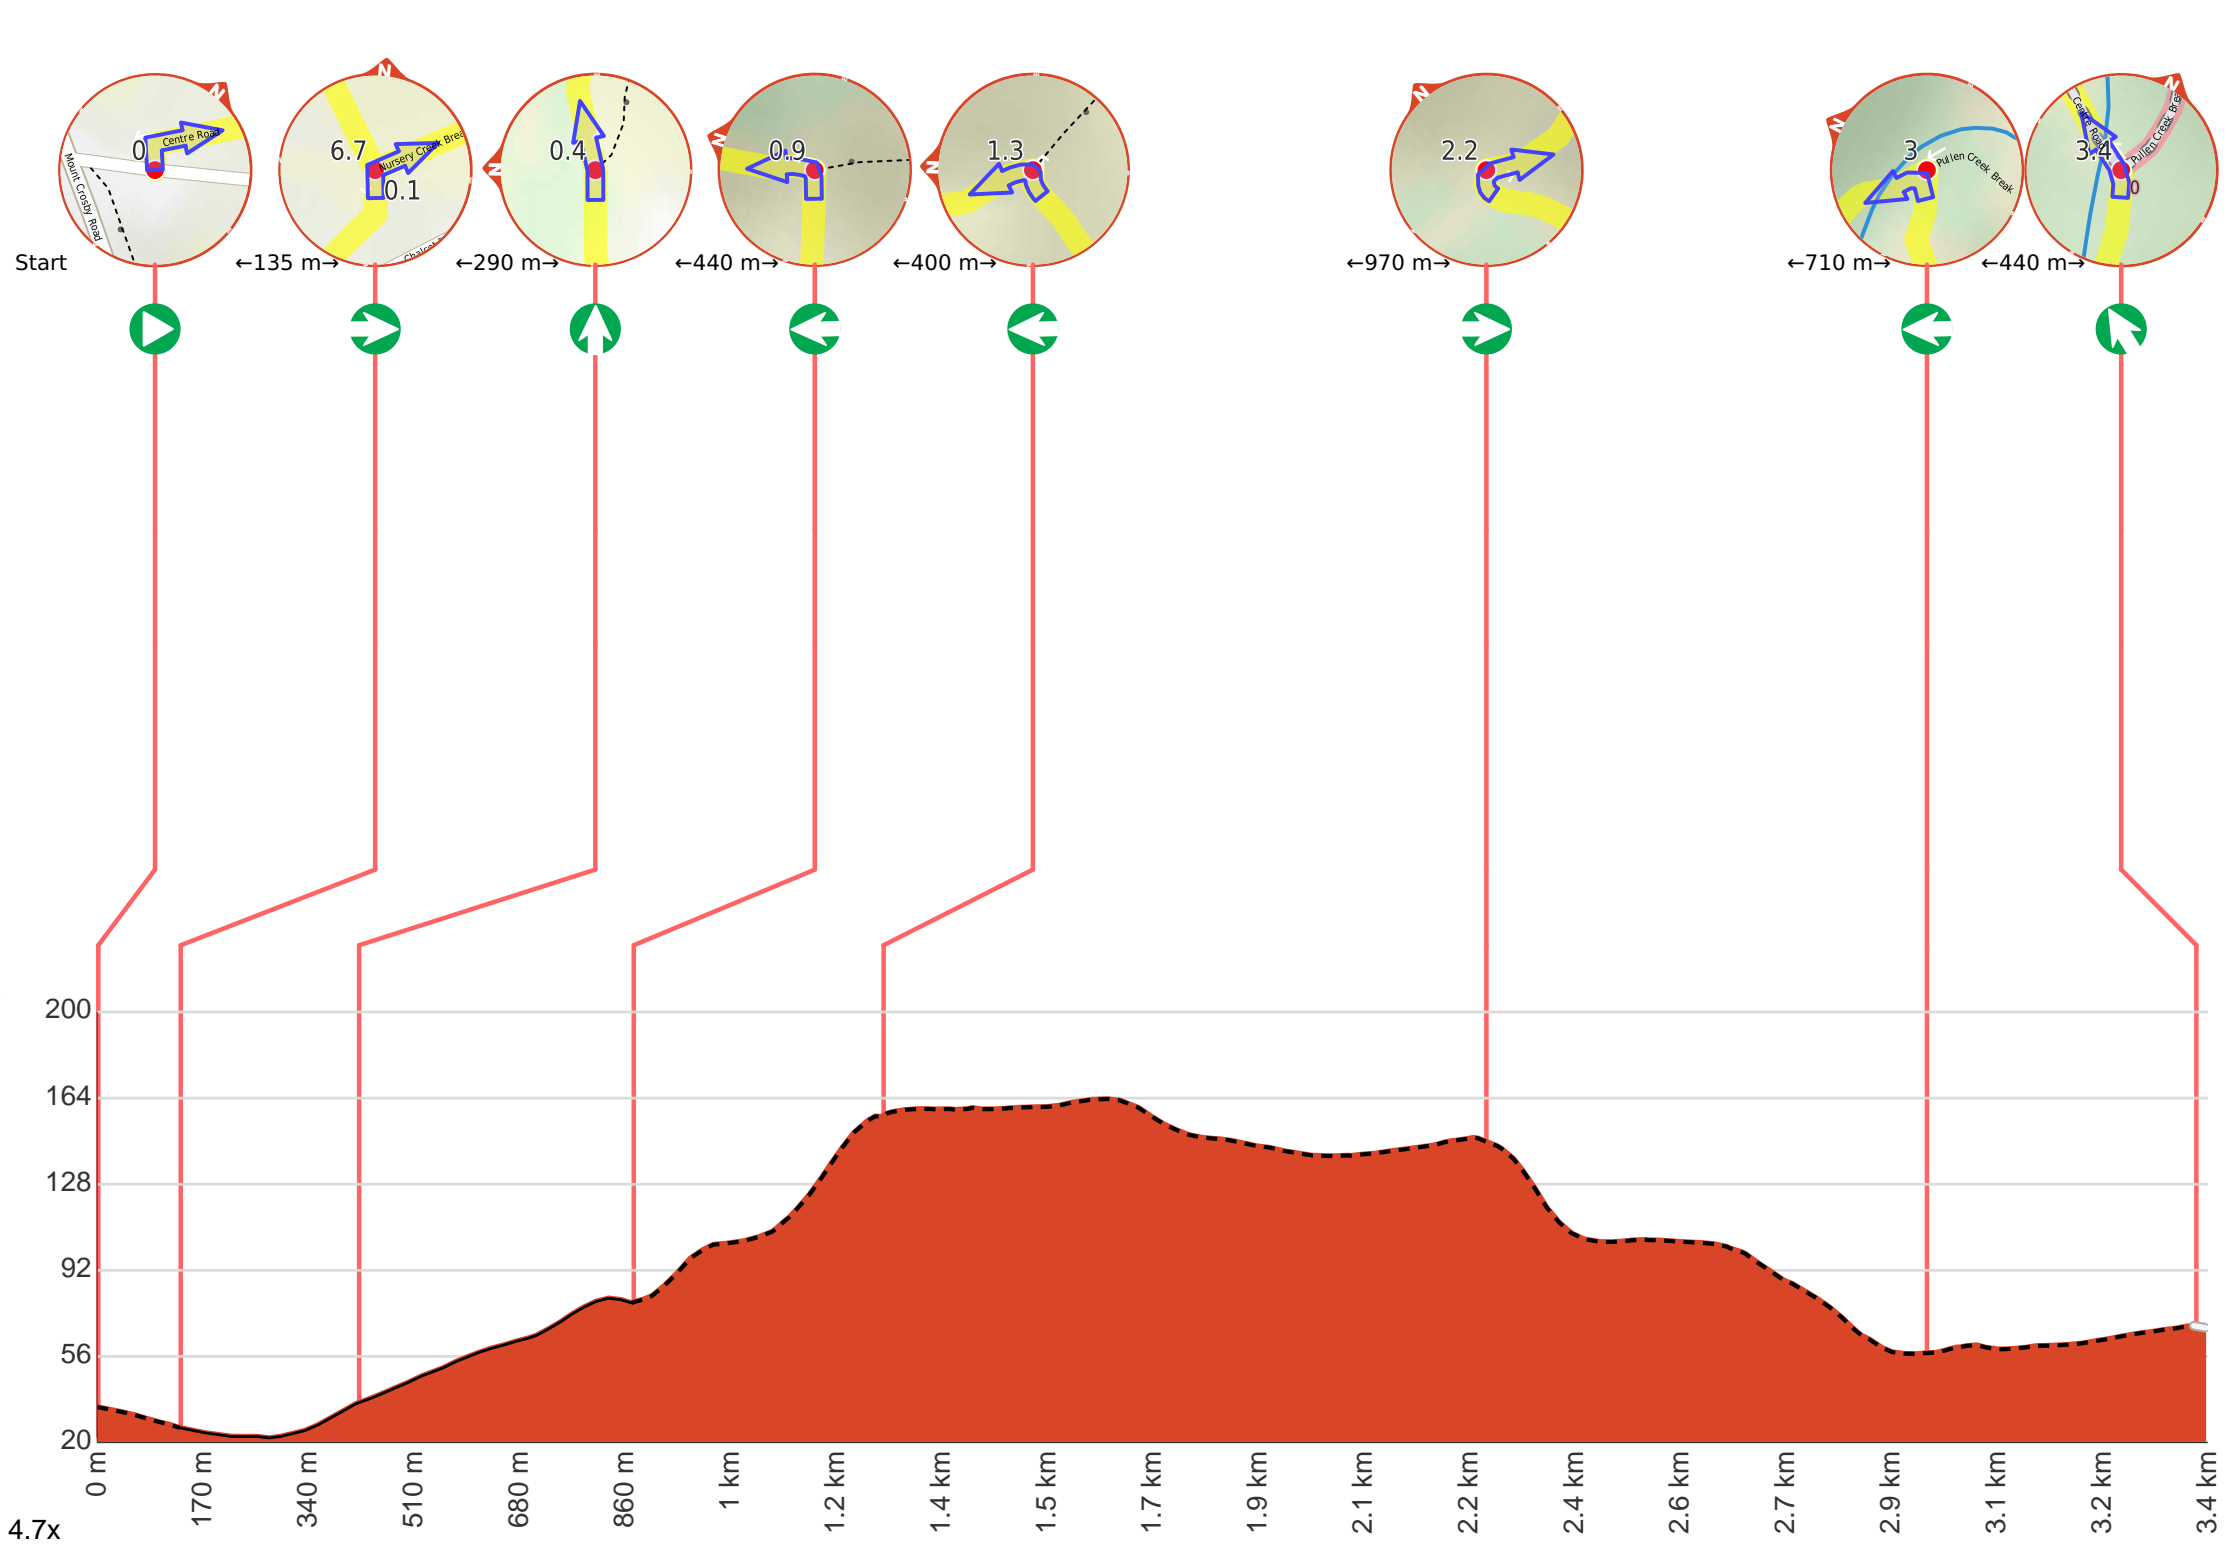 N
N
N
N
N
N
N
N
0
Centre Road
Mount Crosby Road
6.7
Nursery Creek Brea
0.1
0.4
0.9
1.3
2.2
3
Pullen Creek Break
Centre Road
3.4
Pullen Creek Brea
0
Start
←135 m→
←290 m→
←440 m→
←400 m→
←970 m→
←710 m→
←440 m→
200
164
128
92
56
20
0 m
170 m
340 m
510 m
680 m
860 m
1 km
1.2 km
1.4 km
1.5 km
1.7 km
1.9 km
2.1 km
2.2 km
2.4 km
2.6 km
2.7 km
2.9 km
3.1 km
3.2 km
3.4 km
4.7x